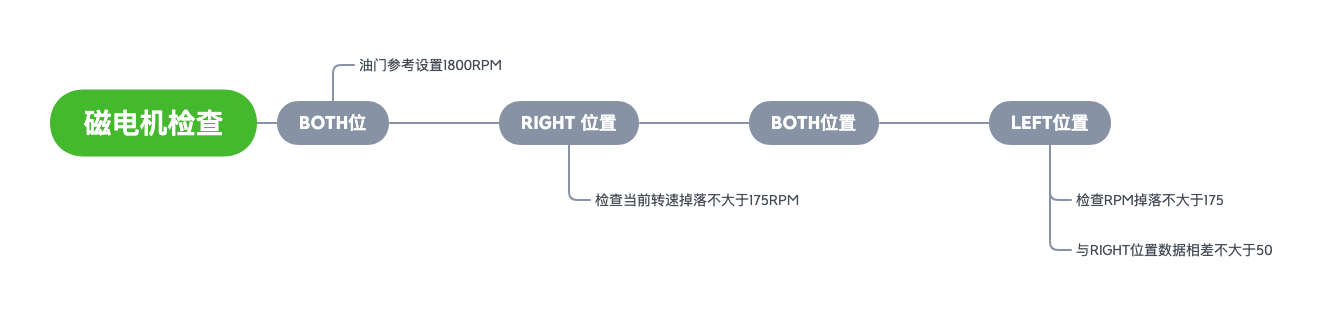 油门参考设置1800RPM
磁电机检查
BOTH位
RIGHT 位置
BOTH位置
LEFT位置
检查当前转速掉落不大于175RPM
检查RPM掉落不大于175
与RIGHT位置数据相差不大于50